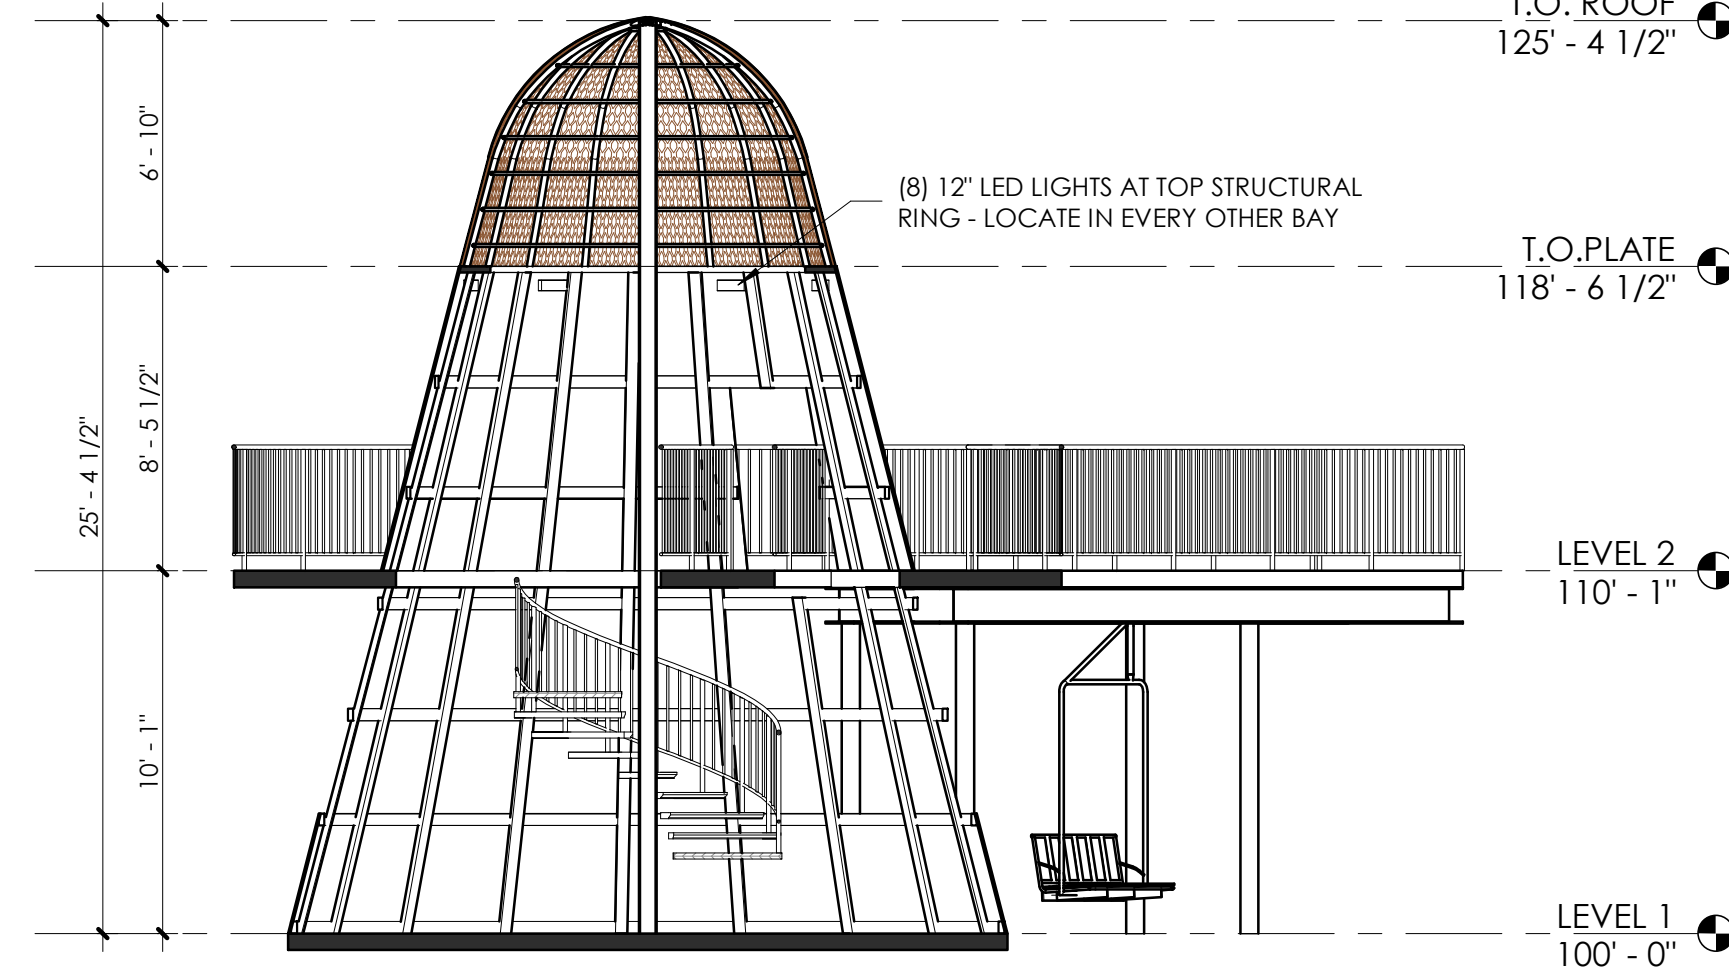 T.O. ROOF
125' - 4 1/2"
6' - 10"
(8) 12" LED LIGHTS AT TOP STRUCTURAL
RING - LOCATE IN EVERY OTHER BAY
T.O.PLATE
118' - 6 1/2"
8' - 5 1/2"
25' - 4 1/2"
LEVEL 2
110' - 1"
10' - 1"
LEVEL 1
100' - 0"